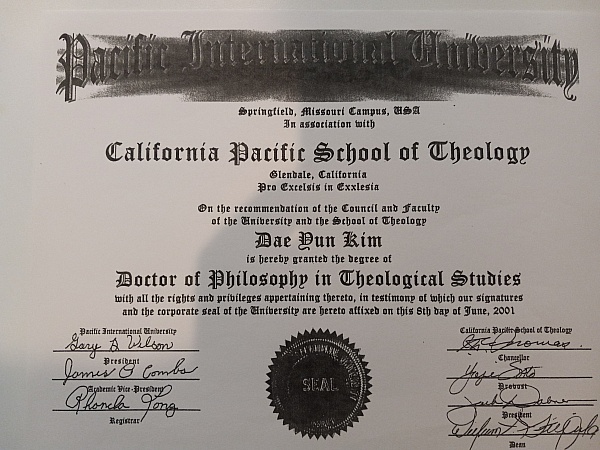 Pacific International University
Springfield, Missouri Campus, USA
In association with
California Pacific School of Theology
Glendale, California
Pro Excelsis in Exxlesia
On the recommendation of the Council and Faculty
of the University and the School of Theology
Dae Yun Kim
is hereby granted the degree of
Doctor of Philosophy in Theological Studies
with all the rights and privileges appertaining thereto, in testimony of which our signatures
and the corporate seal of the University are hereto affixed on this 8th day of June, 2001
Pacific International University
Gary A Wilson
President
James G Combs
Academic Vice-President
Rhonda
Registrar
SEAL
California Pacific School of Theology
Thomas
Chancellor
Provost
President
Dean